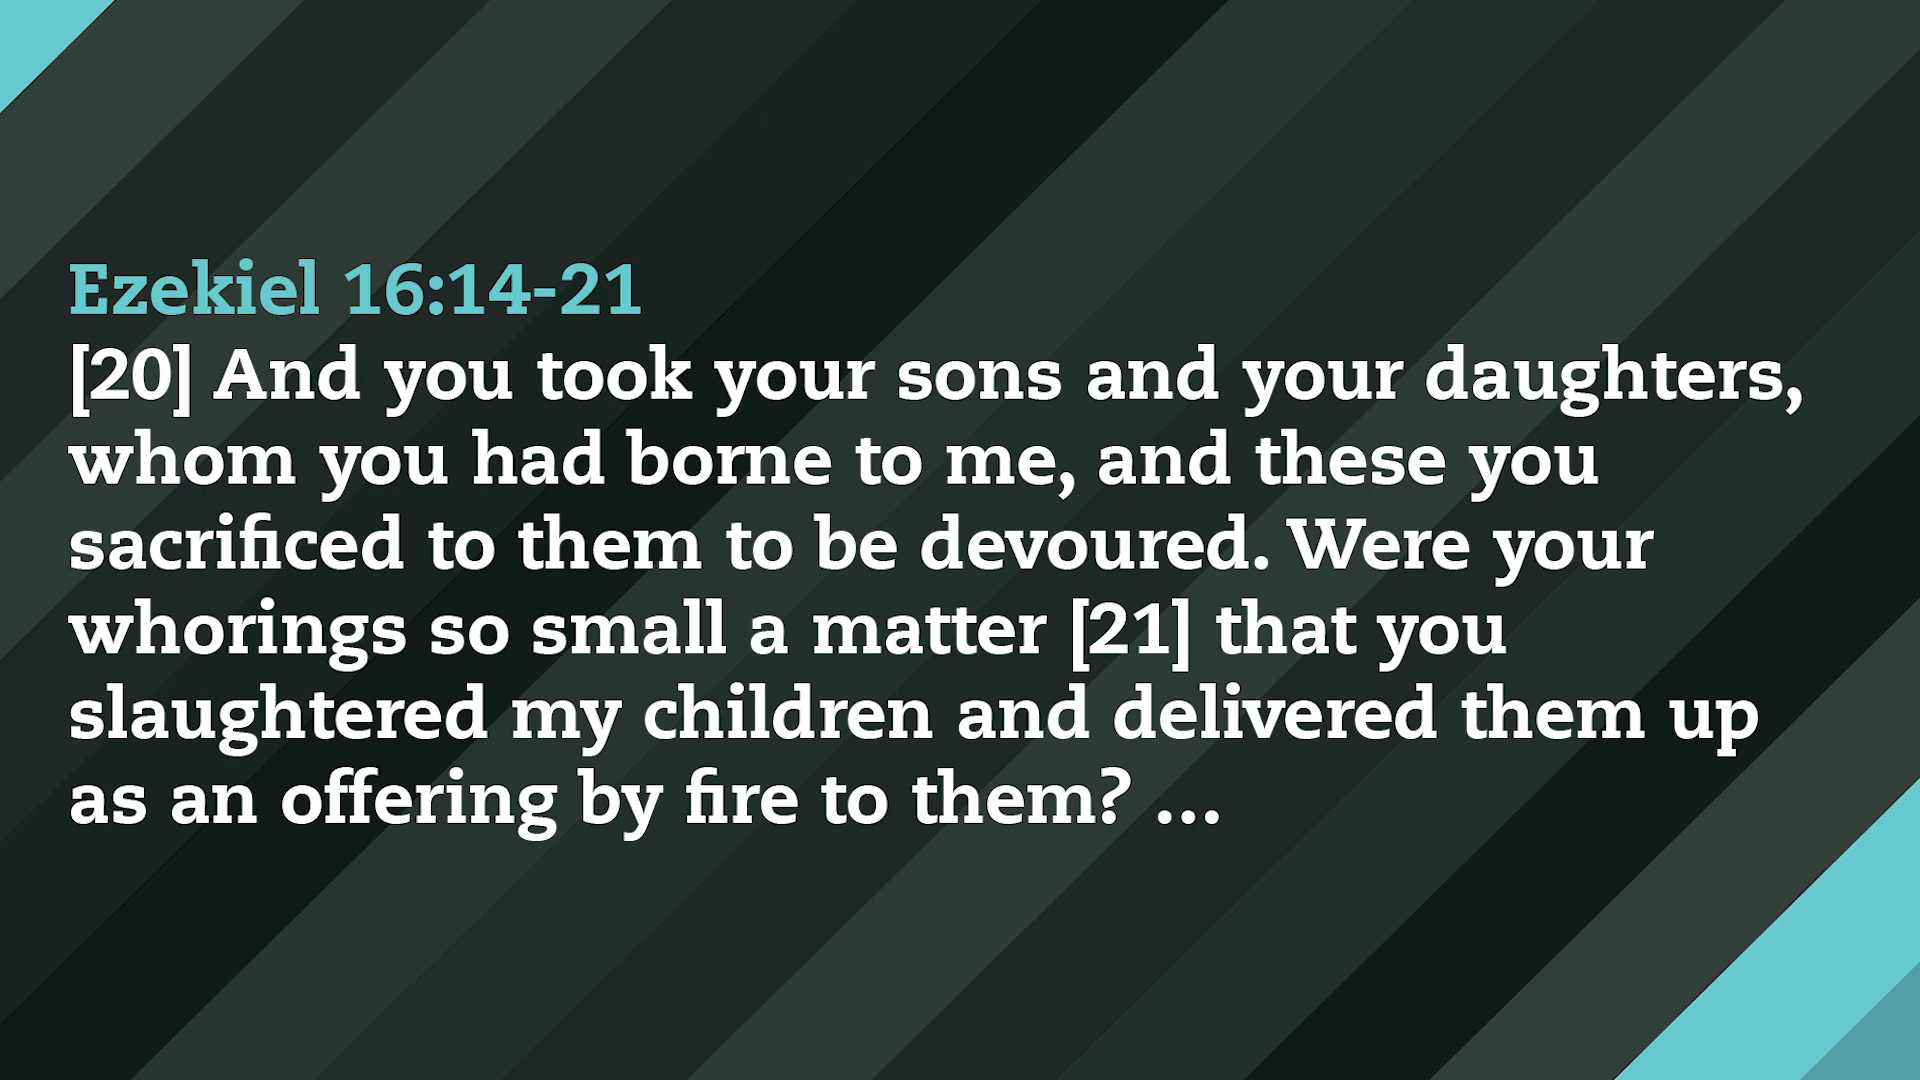 Ezekiel 16:14-21
[20] And you took your sons and your daughters,
whom you had borne to me, and these you
sacrificed to them to be devoured. Were your
whorings so small a matter [21] that you
slaughtered my children and delivered them up
as an offering by fire to them? ...